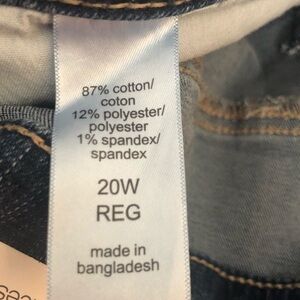 87% cotton/
coton
12% polyester/
polyester
1% spandex/
spandex
20W
REG
made in
bangladesh